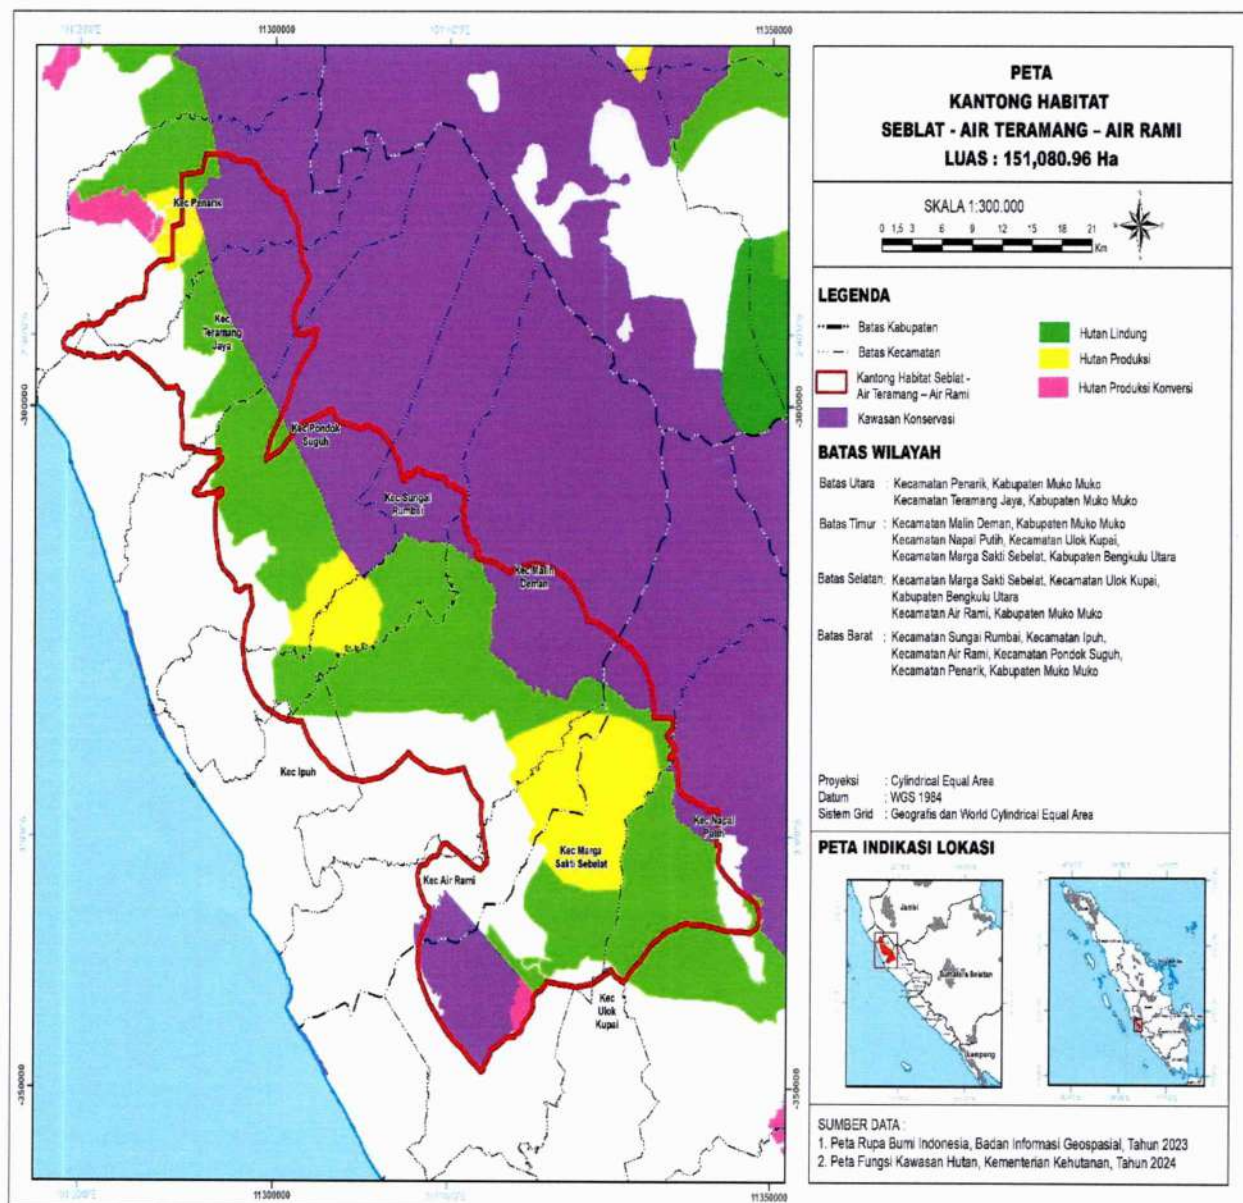 PETA
KANTONG HABITAT
SEBLAT - AIR TERAMANG – AIR RAMI
LUAS : 151,080.96 Ha
SKALA 1:300.000
0 1,5 3 6 9 12 15 18 21
Km
LEGENDA
Batas Kabupaten
Batas Kecamatan
Kantong Habitat Seblat -
Air Teramang – Air Rami
Kawasan Konservasi
Hutan Lindung
Hutan Produksi
Hutan Produksi Konversi
BATAS WILAYAH
Batas Utara : Kecamatan Penarik, Kabupaten Muko Muko
Kecamatan Teramang Jaya, Kabupaten Muko Muko
Batas Timur : Kecamatan Malin Deman, Kabupaten Muko Muko
Kecamatan Napal Putih, Kecamatan Ulok Kupai,
Kecamatan Marga Sakti Sebelat, Kabupaten Bengkulu Utara
Batas Selatan: Kecamatan Marga Sakti Sebelat, Kecamatan Ulok Kupai,
Kabupaten Bengkulu Utara
Kecamatan Air Rami, Kabupaten Muko Muko
Batas Barat : Kecamatan Sungai Rumbai, Kecamatan Ipuh,
Kecamatan Air Rami, Kecamatan Pondok Suguh,
Kecamatan Penarik, Kabupaten Muko Muko
Proyeksi : Cylindrical Equal Area
Datum : WGS 1984
Sistem Grid : Geografis dan World Cylindrical Equal Area
PETA INDIKASI LOKASI
Jambi
Sumatera Selatan
Lampung
SUMBER DATA :
1. Peta Rupa Bumi Indonesia, Badan Informasi Geospasial, Tahun 2023
2. Peta Fungsi Kawasan Hutan, Kementerian Kehutanan, Tahun 2024
11300000
11350000
-300000
-300000
Kec Penarik
Kec
Teramang
Jaya
Kec Pondok
Suguh
Kec Sungai
Rumbai
Kec Malin
Deman
Kec Ipuh
Kec Napal
Putih
Kec Marga
Sakti Sebelat
Kec Air Rami
Kec
Ulok
Kupai
-350000
-350000
11300000
11350000